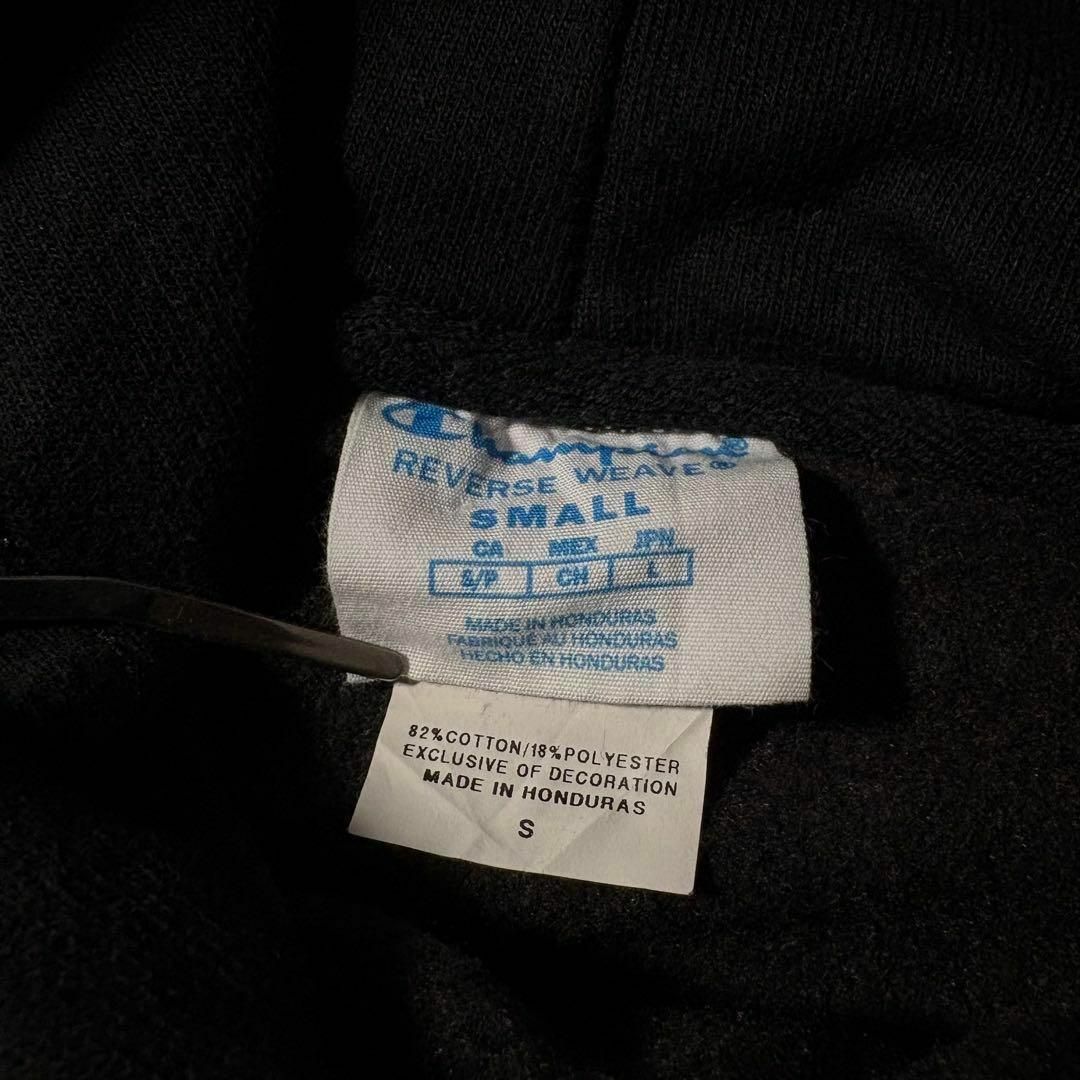 Champion®
REVERSE WEAVE®
SMALL
CA MEX JPN
S/P CH L
MADE IN HONDURAS
FABRIQUÉ AU HONDURAS
HECHO EN HONDURAS
82%COTTON/18%POLYESTER
EXCLUSIVE OF DECORATION
MADE IN HONDURAS
S